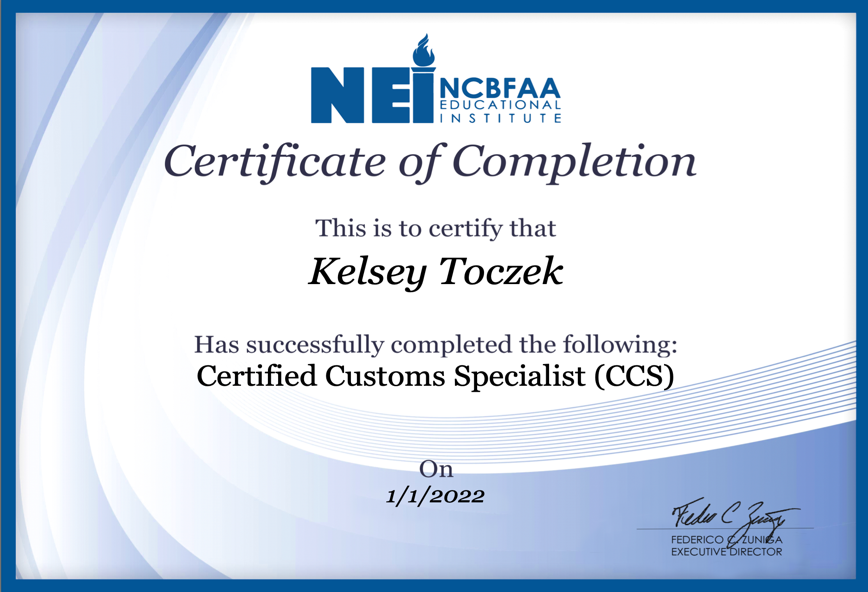 NEI NCBFAA
EDUCATIONAL
INSTITUTE
Certificate of Completion
This is to certify that
Kelsey Toczek
Has successfully completed the following:
Certified Customs Specialist (CCS)
On
1/1/2022
Federico C Zuniga
FEDERICO C. ZUNIGA
EXECUTIVE DIRECTOR